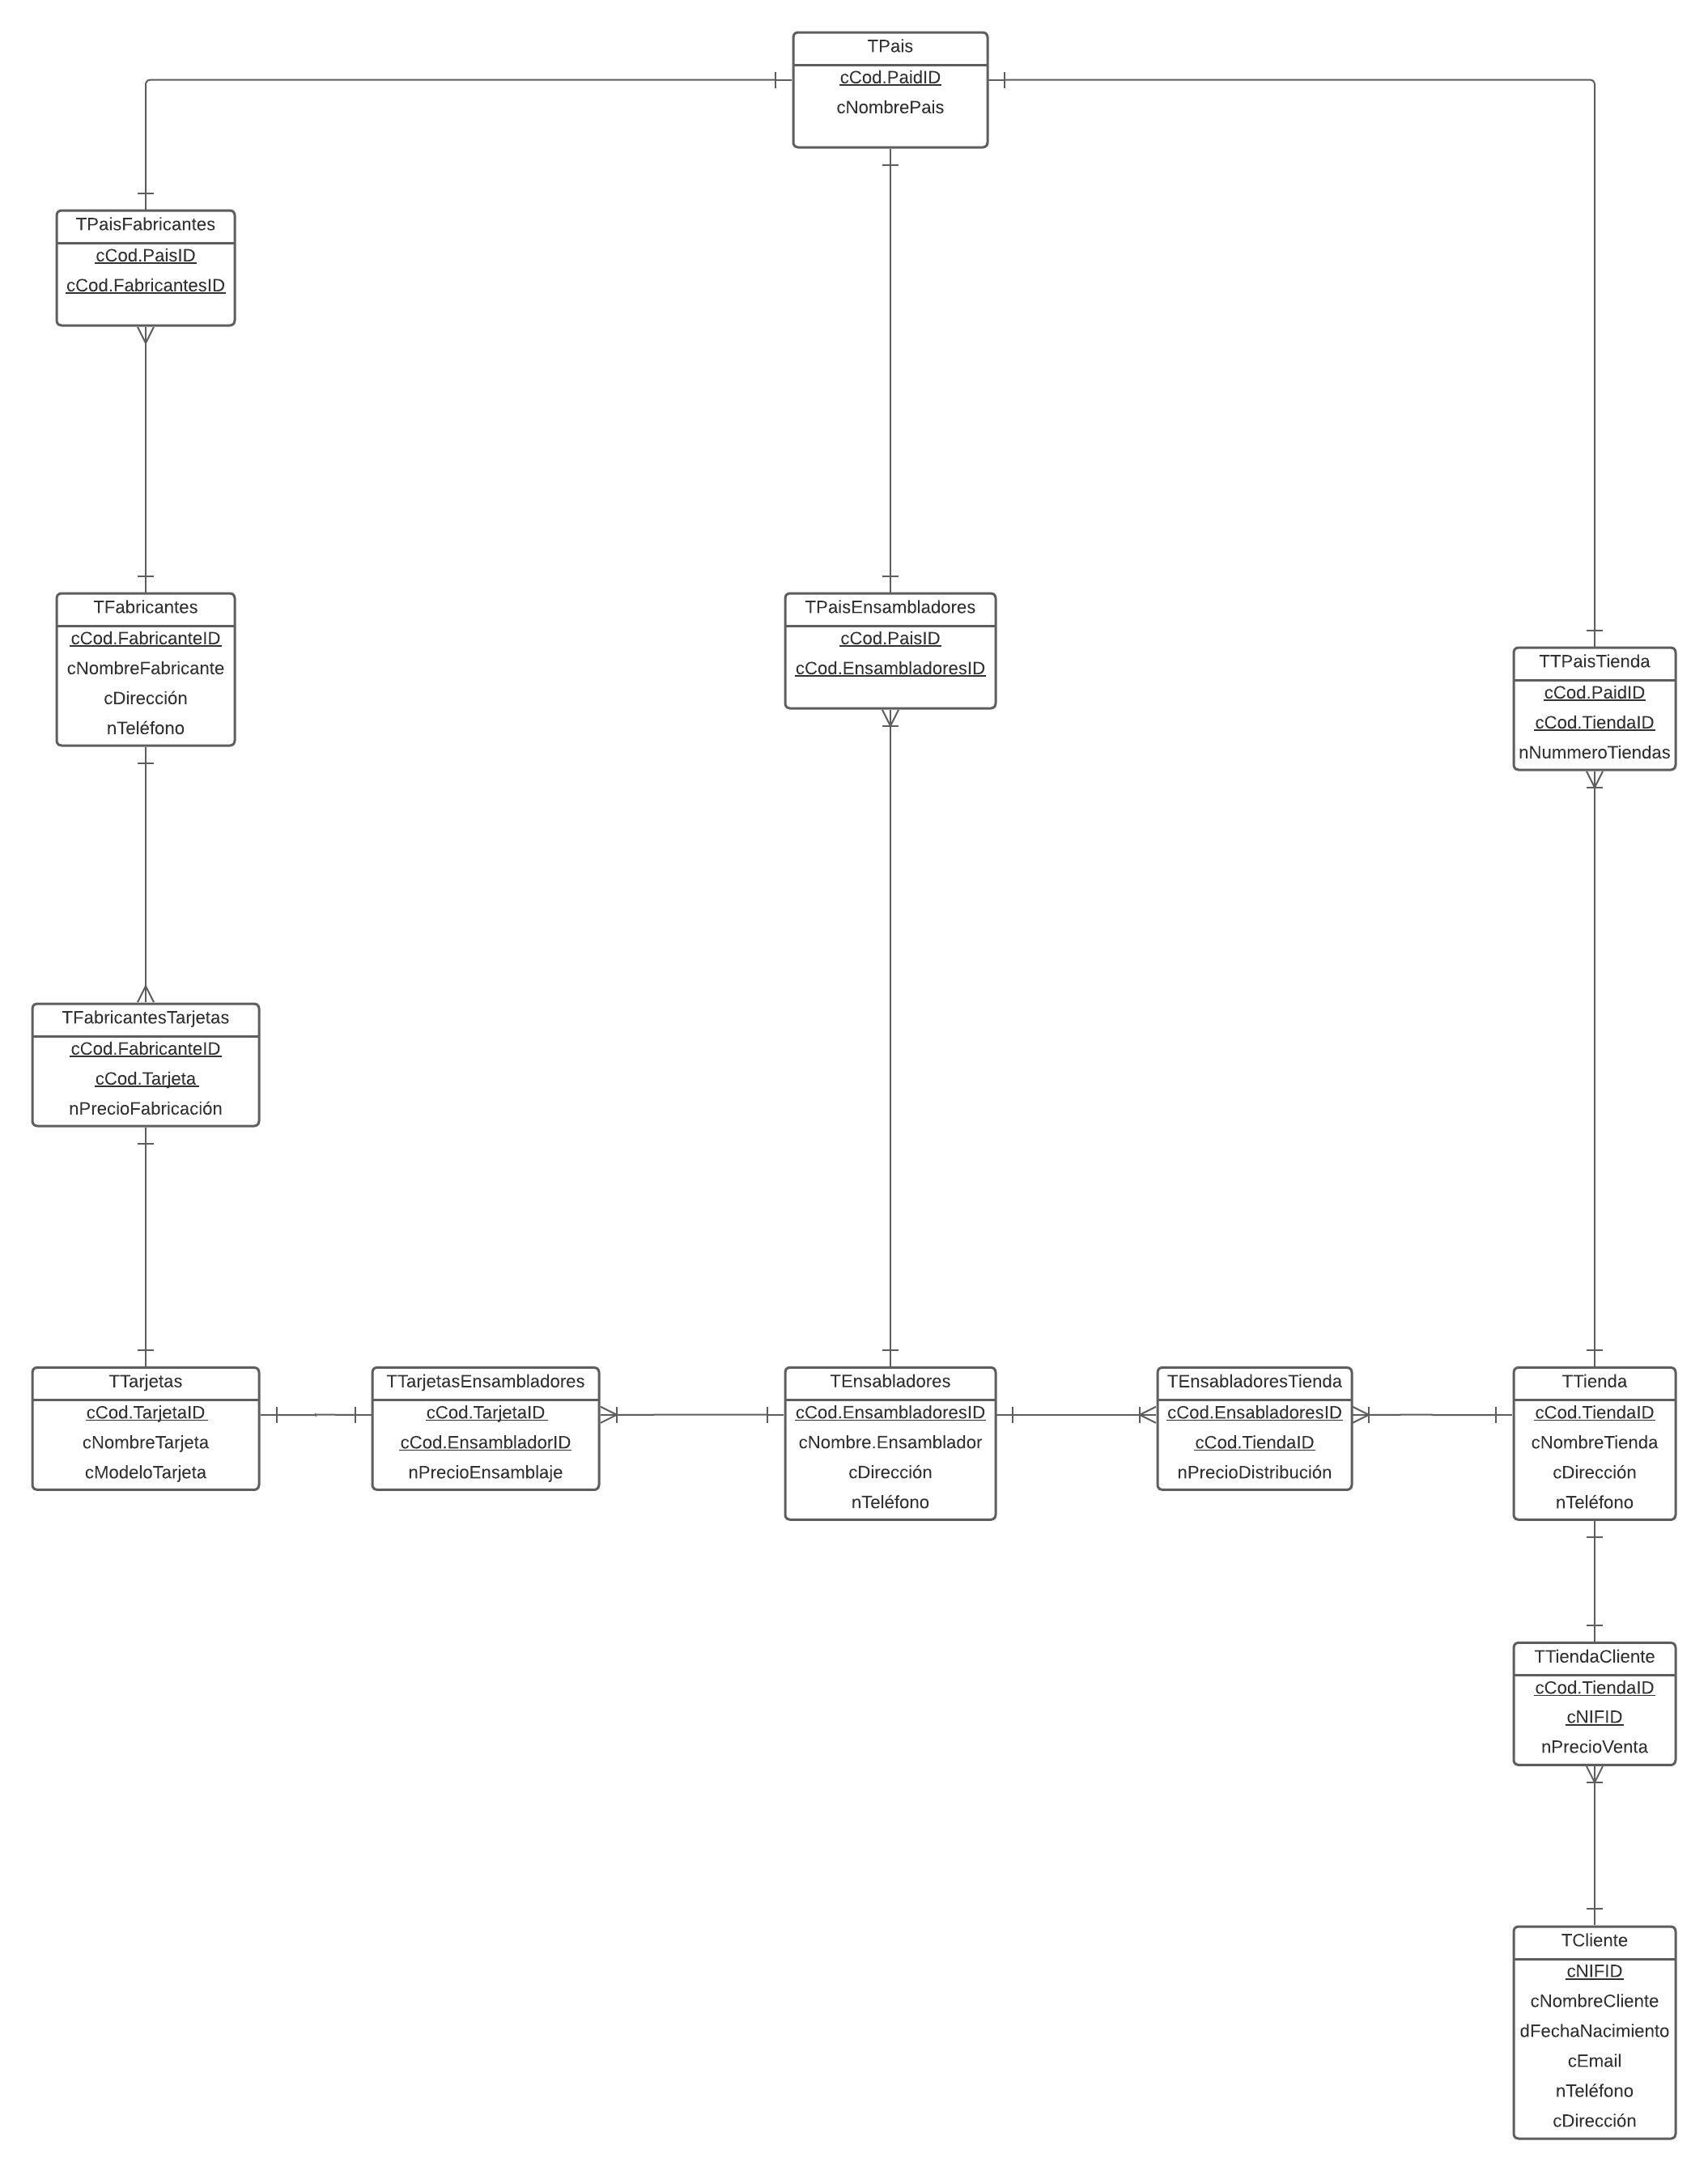 TPais
cCod.PaidID
cNombrePais
TPaisFabricantes
cCod.PaisID
cCod.FabricantesID
TFabricantes
cCod.FabricanteID
cNombreFabricante
cDirección
nTeléfono
TPaisEnsambladores
cCod.PaisID
cCod.EnsambladoresID
TTPaisTienda
cCod.PaidID
cCod.TiendaID
nNummeroTiendas
TFabricantesTarjetas
cCod.FabricanteID
cCod.Tarjeta
nPrecioFabricación
TTarjetas
cCod.TarjetaID
cNombreTarjeta
cModeloTarjeta
TTarjetasEnsambladores
cCod.TarjetaID
cCod.EnsambladorID
nPrecioEnsamblaje
TEnsabladores
cCod.EnsambladoresID
cNombre.Ensamblador
cDirección
nTeléfono
TEnsabladoresTienda
cCod.EnsabladoresID
cCod.TiendaID
nPrecioDistribución
TTienda
cCod.TiendaID
cNombreTienda
cDirección
nTeléfono
TTiendaCliente
cCod.TiendaID
cNIFID
nPrecioVenta
TCliente
cNIFID
cNombreCliente
dFechaNacimiento
cEmail
nTeléfono
cDirección